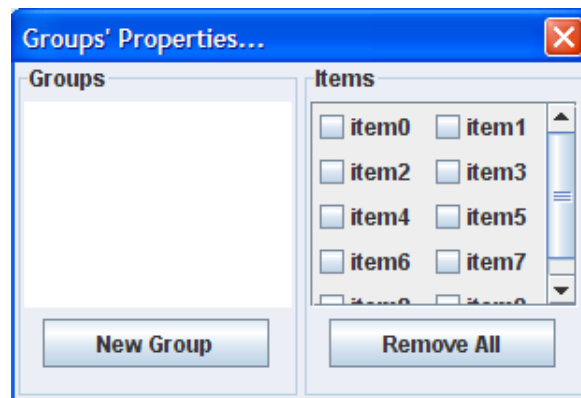 Groups' Properties...
Groups
Items
item0 item1
item2 item3
item4 item5
item6 item7
New Group
Remove All